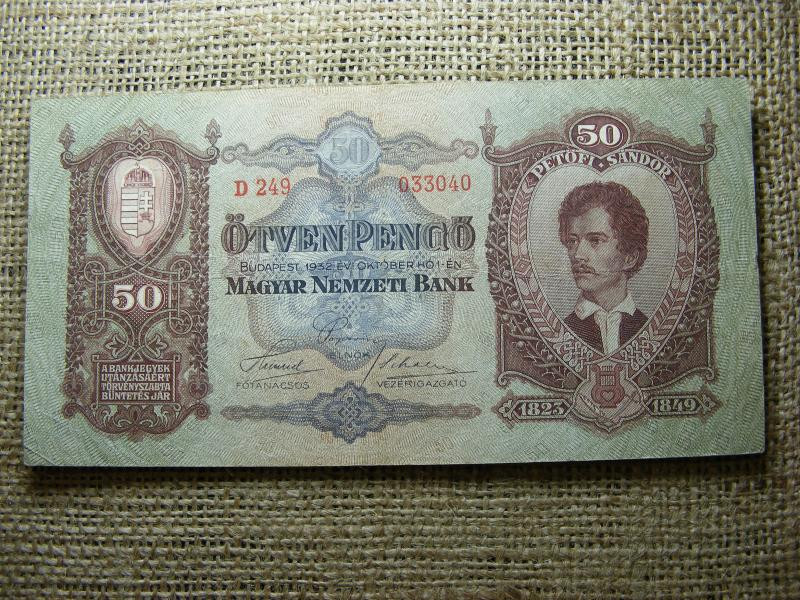 50
50
PETŐFI · SÁNDOR
D 249 033040
ÖTVEN PENGŐ
BUDAPEST, 1932. ÉVI OKTÓBER HÓ 1-ÉN
MAGYAR NEMZETI BANK
50
ELNÖK
FŐTANÁCSOS VEZÉRIGAZGATÓ
A BANKJEGYEK
UTÁNZÁSÁÉRT
TÖRVÉNYSZABTA
BÜNTETÉS JÁR
1823 1849